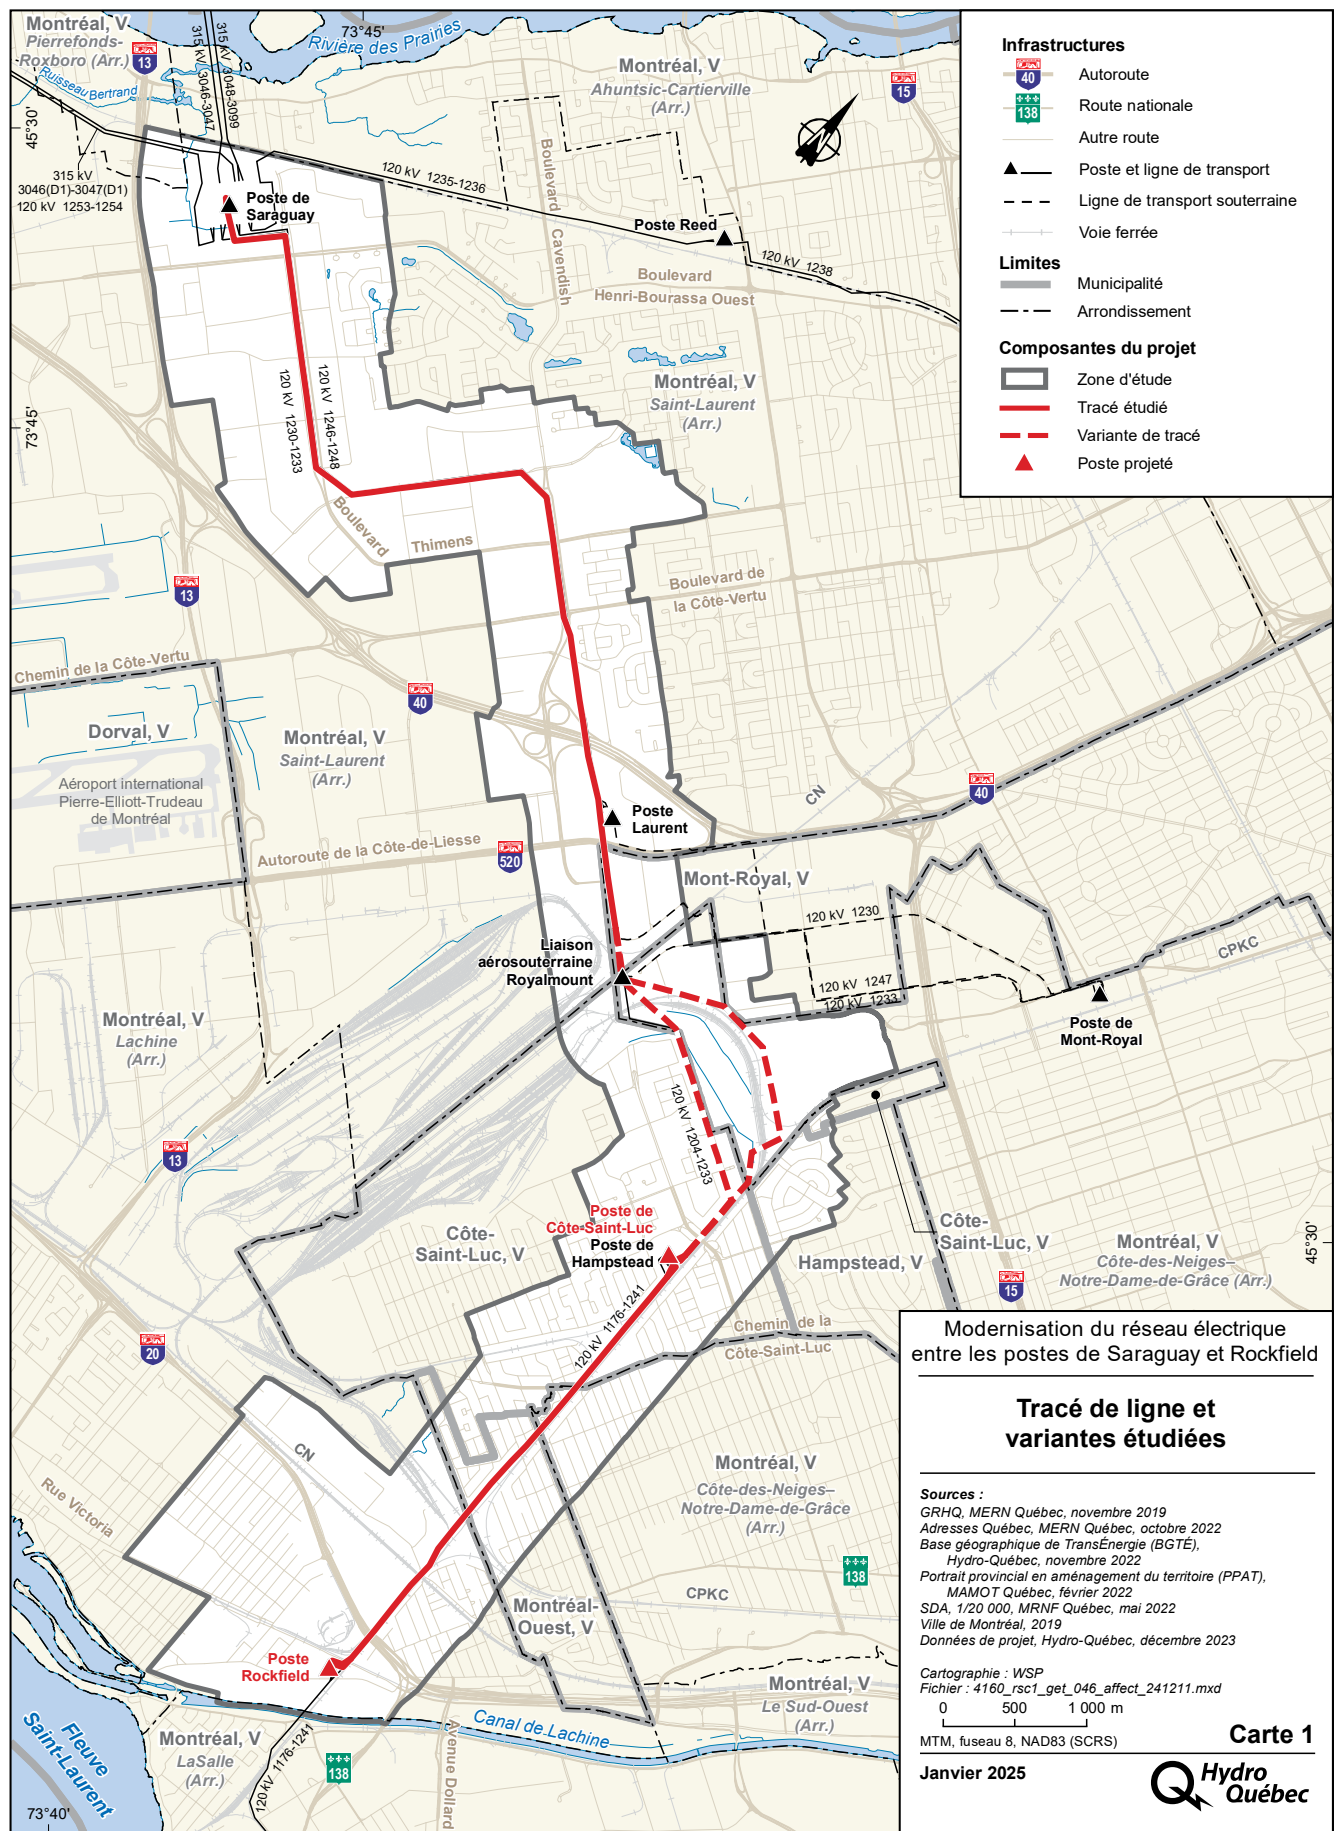 Montréal, V
Pierrefonds-
Roxboro (Arr.)
13
73°45'
Rivière des Prairies
Ruisseau Bertrand
315 kV 3046-3047
315 kV 3048-3099
Montréal, V
Ahuntsic-Cartierville
(Arr.)
15
45°30'
315 kV
3046(D1)-3047(D1)
120 kV 1253-1254
Poste de
Saraguay
120 kV 1235-1236
Boulevard Cavendish
Poste Reed
120 kV 1238
Boulevard
Henri-Bourassa Ouest
Montréal, V
Saint-Laurent
(Arr.)
73°45'
120 kV 1230-1233
120 kV 1246-1248
Boulevard
Thimens
Boulevard de
la Côte-Vertu
13
Chemin de la Côte-Vertu
40
Dorval, V
Aéroport international
Pierre-Elliott-Trudeau
de Montréal
Montréal, V
Saint-Laurent
(Arr.)
CN
40
Poste
Laurent
Autoroute de la Côte-de-Liesse
520
Mont-Royal, V
120 kV 1230
Liaison
aérosouterraine
Royalmount
CPKC
120 kV 1247
120 kV 1233
Poste de
Mont-Royal
Montréal, V
Lachine
(Arr.)
120 kV 1204-1233
13
Poste de
Côte-Saint-Luc
Poste de
Hampstead
Côte-
Saint-Luc, V
Côte-
Saint-Luc, V
Hampstead, V
Montréal, V
Côte-des-Neiges–
Notre-Dame-de-Grâce (Arr.)
45°30'
15
120 kV 1176-1241
Chemin de la
Côte-Saint-Luc
20
CN
Rue Victoria
Montréal, V
Côte-des-Neiges–
Notre-Dame-de-Grâce
(Arr.)
138
CPKC
Montréal-
Ouest, V
Poste
Rockfield
Montréal, V
Le Sud-Ouest
(Arr.)
Canal de Lachine
Montréal, V
LaSalle
(Arr.)
Fleuve
Saint-Laurent
120 kV 1176-1241
138
Avenue Dollard
73°40'
Infrastructures
40
Autoroute
138
Route nationale
Autre route
Poste et ligne de transport
Ligne de transport souterraine
Voie ferrée
Limites
Municipalité
Arrondissement
Composantes du projet
Zone d'étude
Tracé étudié
Variante de tracé
Poste projeté
Modernisation du réseau électrique
entre les postes de Saraguay et Rockfield
Tracé de ligne et
variantes étudiées
Sources :
GRHQ, MERN Québec, novembre 2019
Adresses Québec, MERN Québec, octobre 2022
Base géographique de TransÉnergie (BGTÉ),
Hydro-Québec, novembre 2022
Portrait provincial en aménagement du territoire (PPAT),
MAMOT Québec, février 2022
SDA, 1/20 000, MRNF Québec, mai 2022
Ville de Montréal, 2019
Données de projet, Hydro-Québec, décembre 2023
Cartographie : WSP
Fichier : 4160_rsc1_get_046_affect_241211.mxd
0 500 1 000 m
MTM, fuseau 8, NAD83 (SCRS)
Carte 1
Janvier 2025
Hydro
Québec